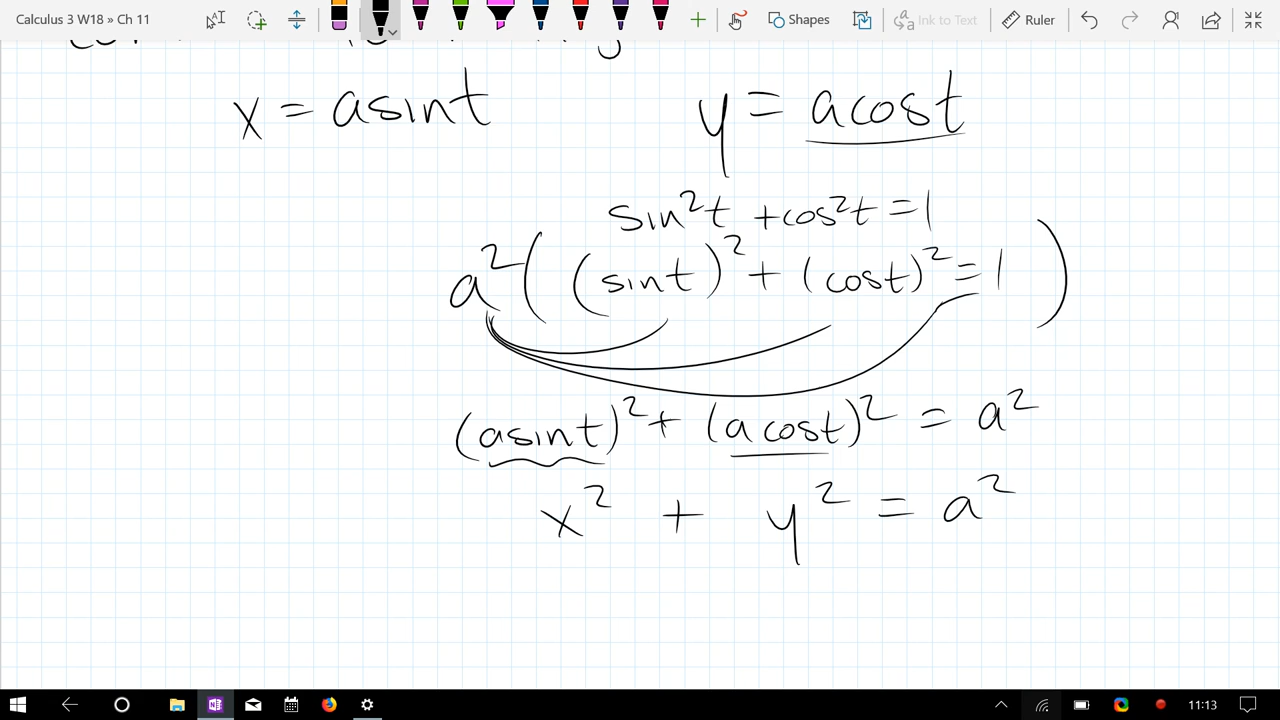 Calculus 3 W18 » Ch 11
Shapes
Ink to Text
Ruler
x = asint y = acost
sin²t + cos²t = 1
a²((sint)² + (cost)² = 1)
(asint)² + (acost)² = a²
x² + y² = a²
11:13